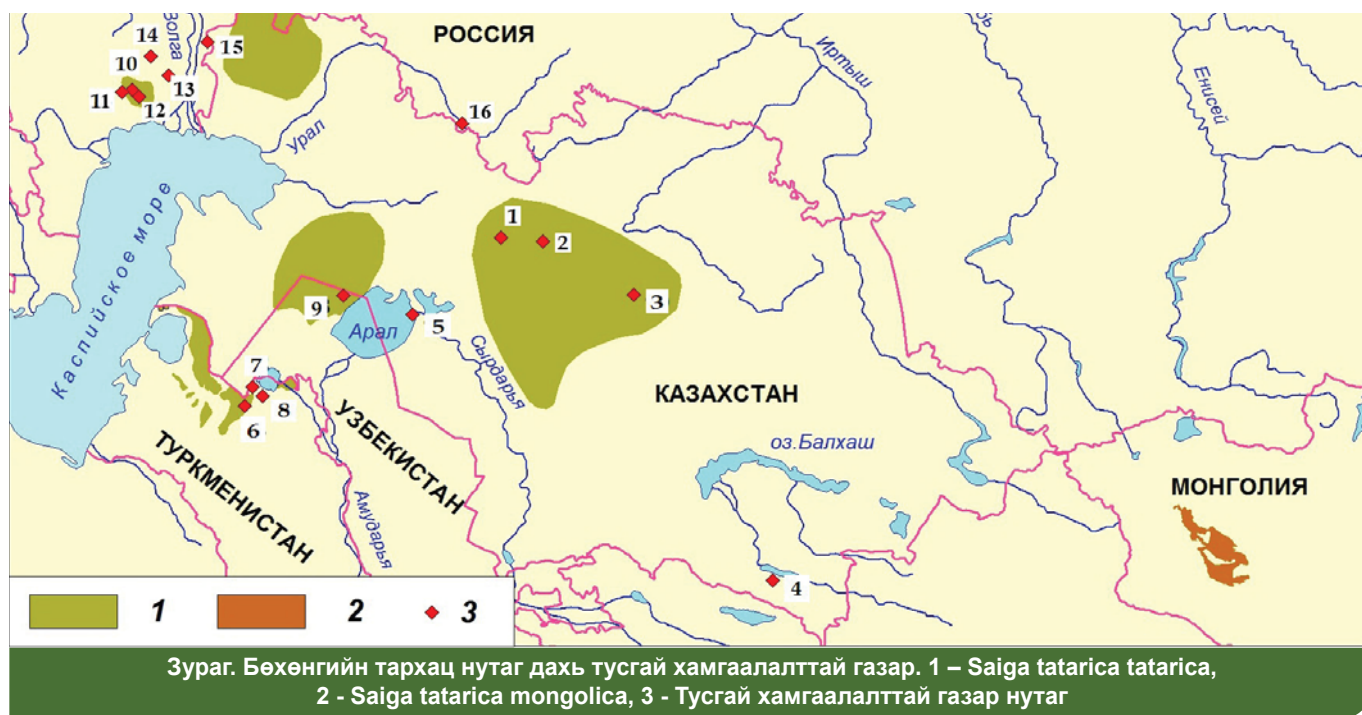 РОССИЯ
Волга
Иртыш
Енисей
Урал
Каспийское море
Арал
Сырдарья
КАЗАХСТАН
УЗБЕКИСТАН
ТУРКМЕНИСТАН
Амударья
оз.Балхаш
МОНГОЛИЯ
14
15
10
13
11
12
16
1
2
3
9
5
7
8
6
4
1 2 3
Зураг. Бөхөнгийн тархац нутаг дахь тусгай хамгаалалттай газар. 1 – Saiga tatarica tatarica,
2 - Saiga tatarica mongolica, 3 - Тусгай хамгаалалттай газар нутаг